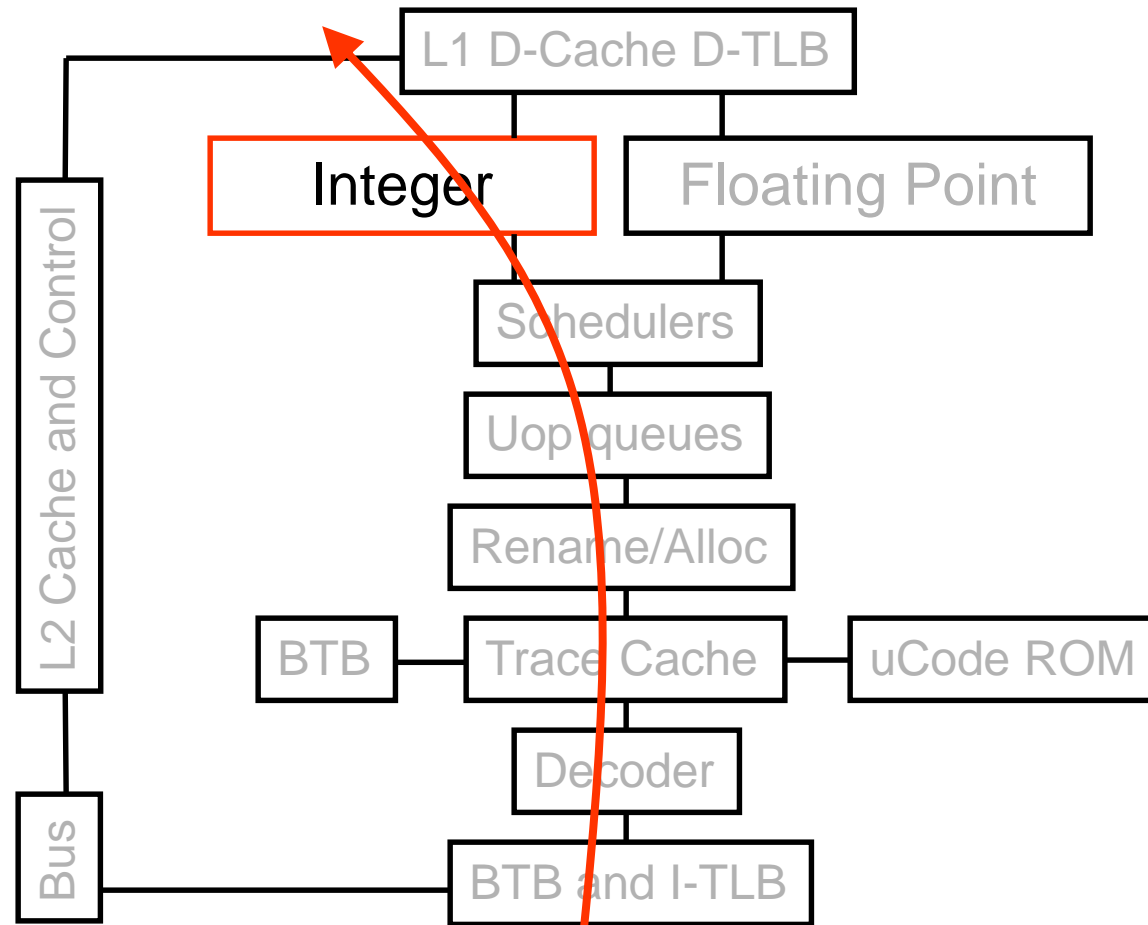 L1 D-Cache D-TLB
Integer
Floating Point
L2 Cache and Control
Schedulers
Uop queues
Rename/Alloc
BTB
Trace Cache
uCode ROM
Decoder
Bus
BTB and I-TLB